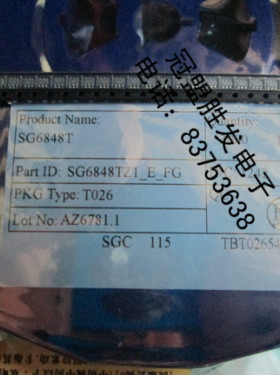 Product Name:
SG6848T
Part ID: SG6848TZ1_E_FG
PKG Type: T026
Lot No: AZ6781.1
SGC 115 TBT02654
冠盟胜发电子
电话：83753638